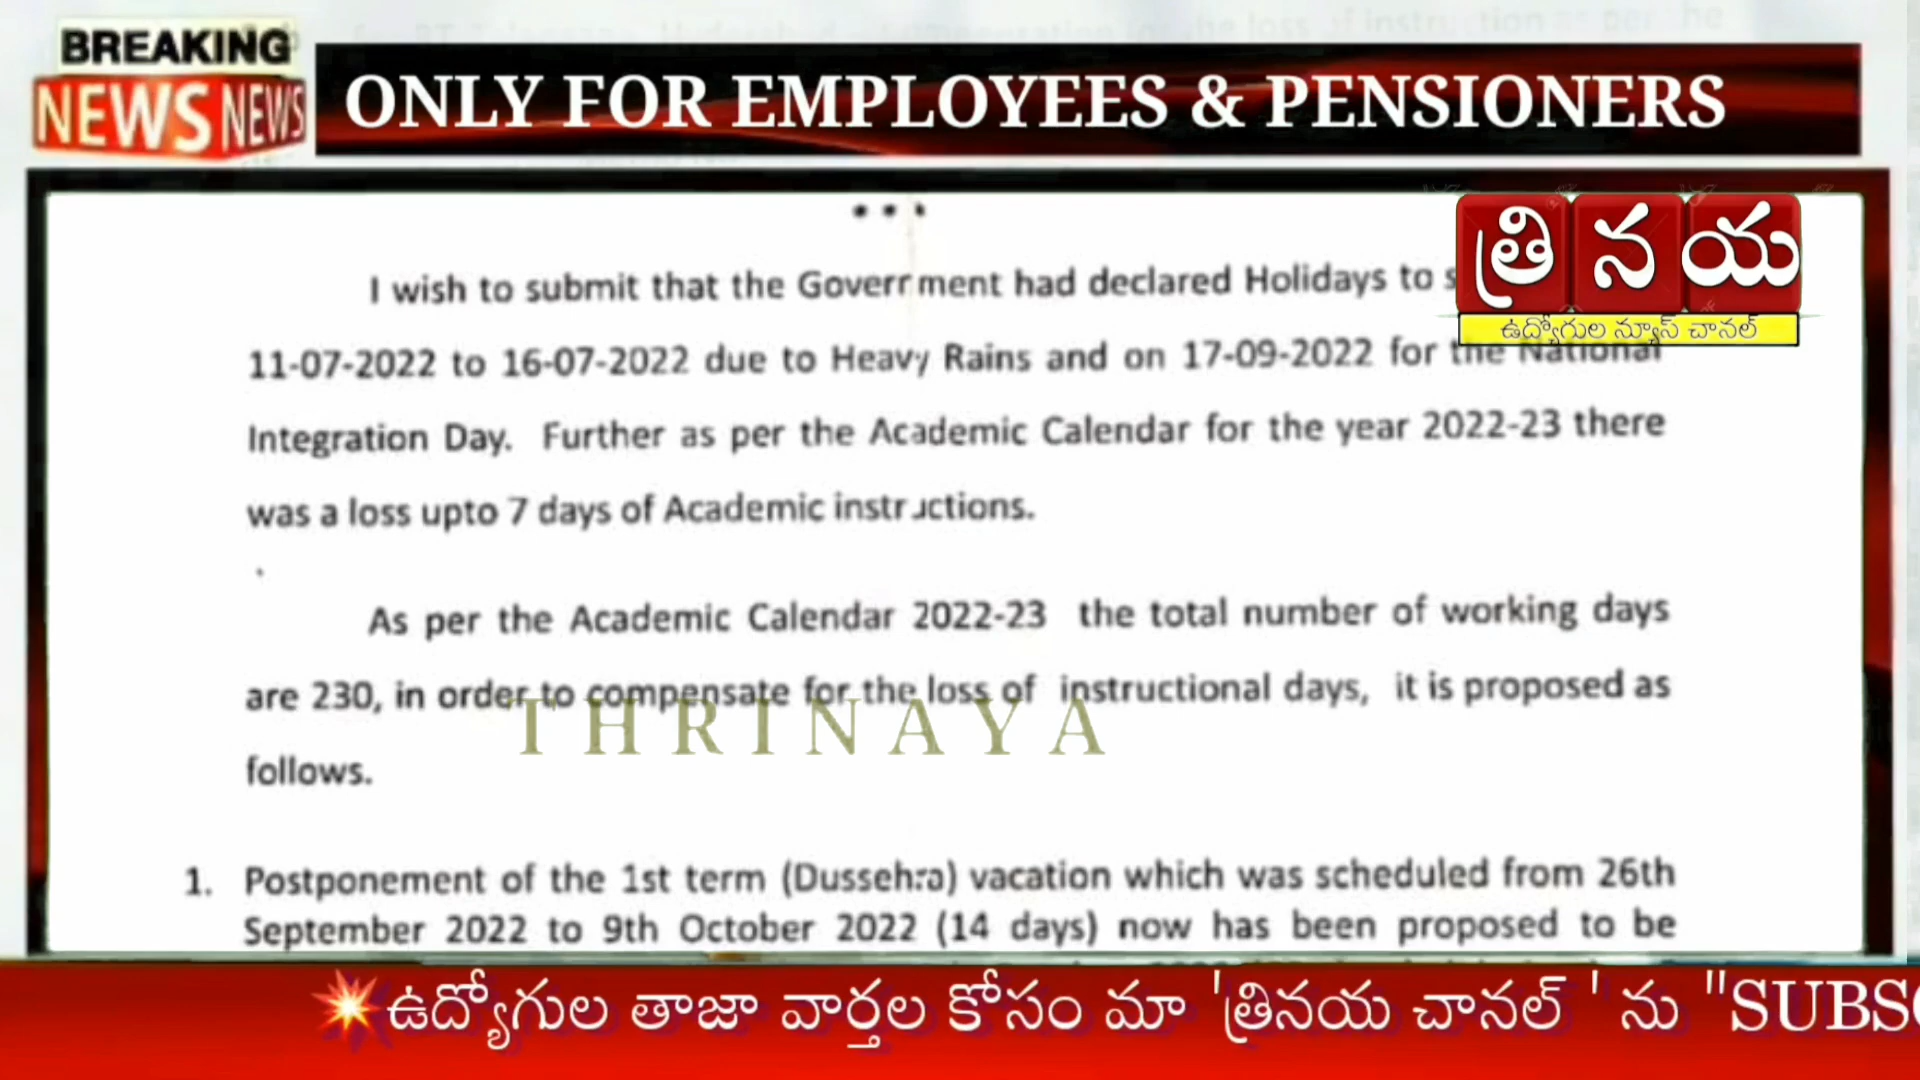 BREAKING
NEWS NEWS
ONLY FOR EMPLOYEES & PENSIONERS
త్రినయ
ఉద్యోగుల న్యూస్ చానల్
I wish to submit that the Government had declared Holidays to
11-07-2022 to 16-07-2022 due to Heavy Rains and on 17-09-2022 for the National
Integration Day. Further as per the Academic Calendar for the year 2022-23 there
was a loss upto 7 days of Academic instructions.
As per the Academic Calendar 2022-23 the total number of working days
are 230, in order to compensate for the loss of instructional days, it is proposed as
THRINAYA
follows.
1. Postponement of the 1st term (Dussehra) vacation which was scheduled from 26th
September 2022 to 9th October 2022 (14 days) now has been proposed to be
ఉద్యోగుల తాజా వార్తల కోసం మా 'త్రినయ చానల్ ' ను "SUBSC